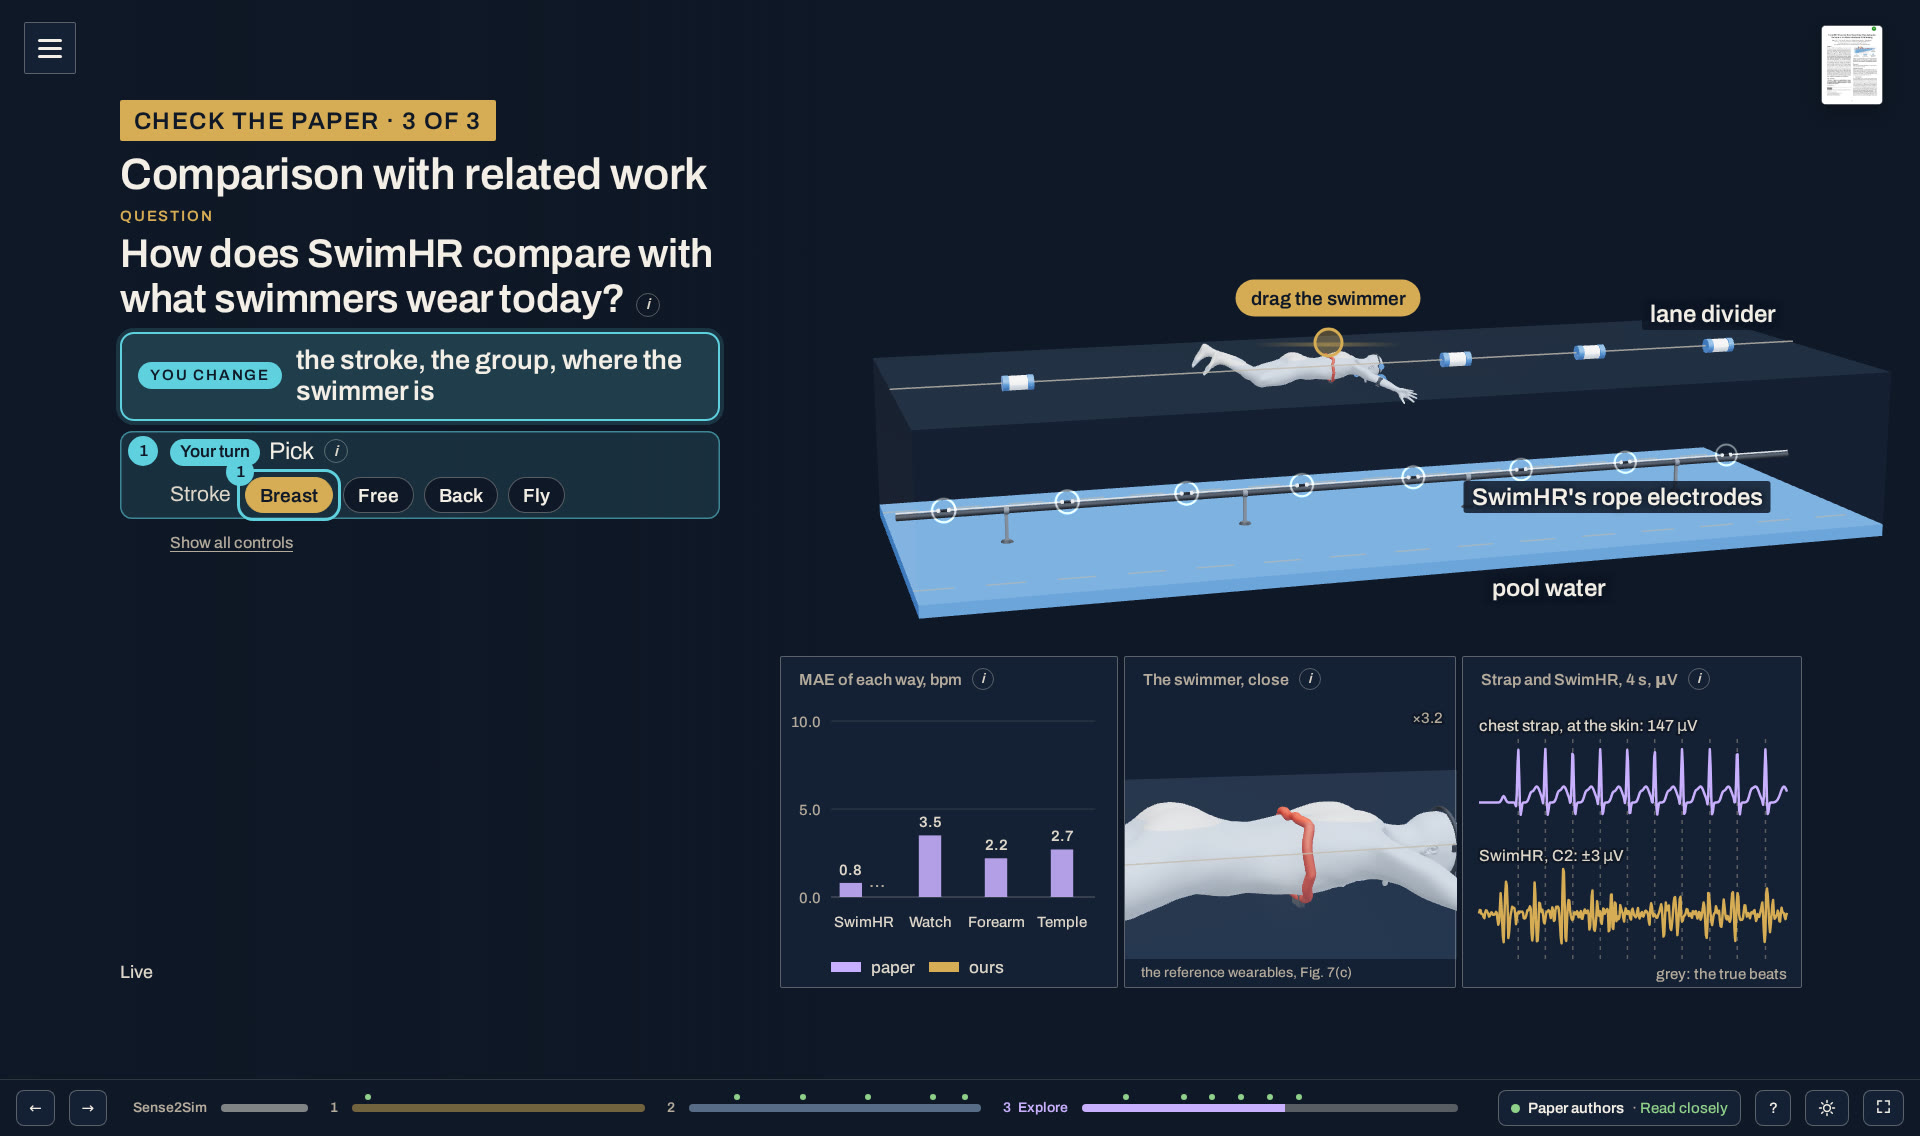 CHECK THE PAPER · 3 OF 3
Comparison with related work
QUESTION
How does SwimHR compare with
what swimmers wear today? i
YOU CHANGE
the stroke, the group, where the
swimmer is
1 Your turn Pick i
1
Stroke Breast Free Back Fly
Show all controls
Live
drag the swimmer
lane divider
SwimHR's rope electrodes
pool water
MAE of each way, bpm i
10.0
5.0
0.0
0.8
...
3.5
2.2
2.7
SwimHR Watch Forearm Temple
paper ours
The swimmer, close i
×3.2
the reference wearables, Fig. 7(c)
Strap and SwimHR, 4 s, µV i
chest strap, at the skin: 147 µV
SwimHR, C2: ±3 µV
grey: the true beats
← → Sense2Sim 1 2 3 Explore Paper authors · Read closely ?